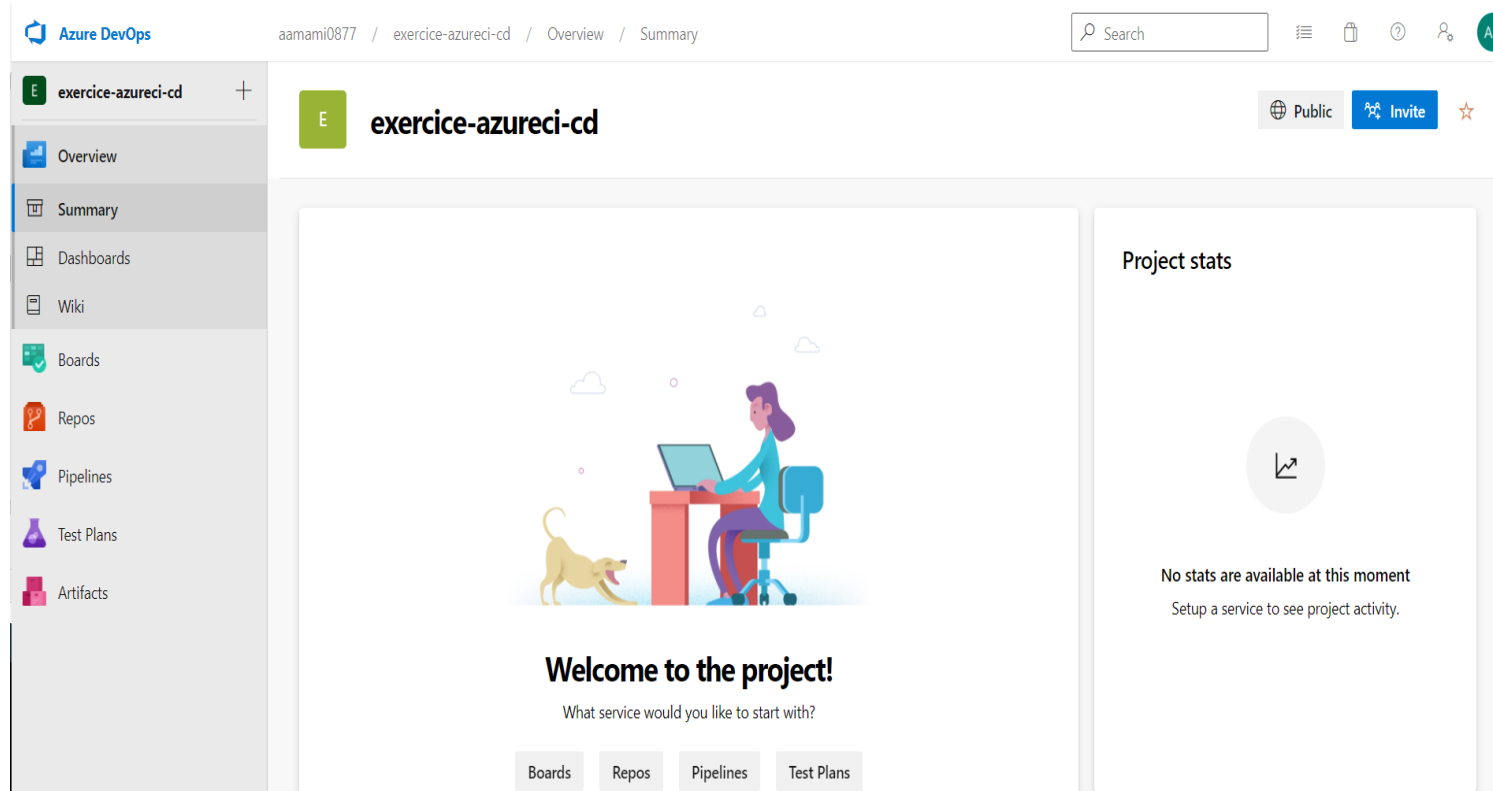 Azure DevOps
aamami0877 / exercice-azureci-cd / Overview / Summary
Search
A
E exercice-azureci-cd
Overview
Summary
Dashboards
Wiki
Boards
Repos
Pipelines
Test Plans
Artifacts
E exercice-azureci-cd
Public
Invite
Welcome to the project!
What service would you like to start with?
Boards Repos Pipelines Test Plans
Project stats
No stats are available at this moment
Setup a service to see project activity.